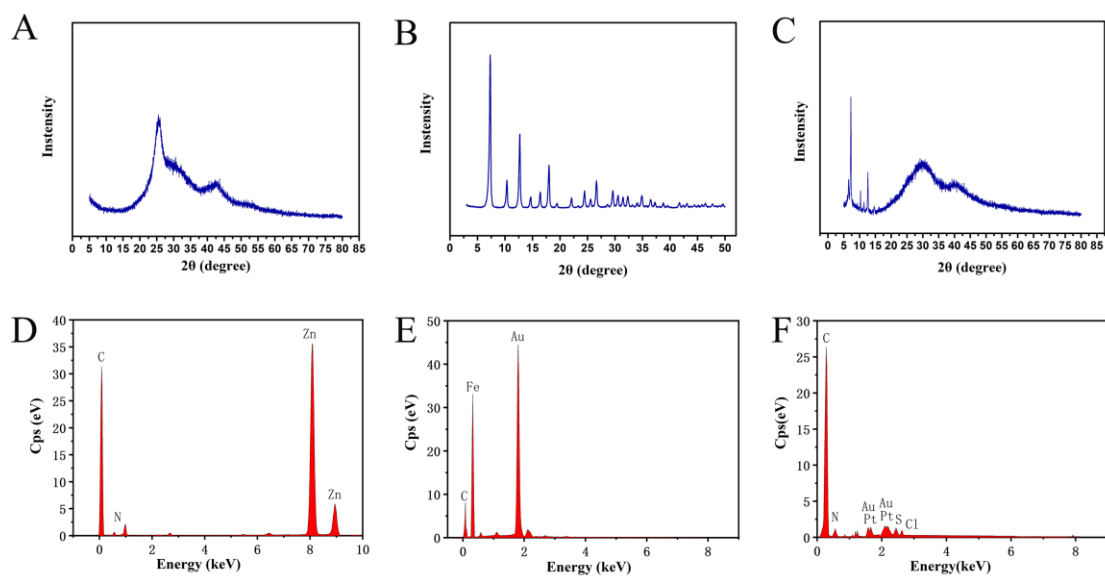 A
Instensity
5 10 15 20 25 30 35 40 45 50 55 60 65 70 75 80 85
2θ (degree)
B
Instensity
0 5 10 15 20 25 30 35 40 45 50
2θ (degree)
C
Instensity
0 5 10 15 20 25 30 35 40 45 50 55 60 65 70 75 80 85
2θ (degree)
D
Cps (eV)
40
35
30
25
20
15
10
5
0
C
N
Zn
Zn
0 2 4 6 8 10
Energy (keV)
E
Cps (eV)
50
40
30
20
10
0
C
Fe
Au
0 2 4 6 8
Energy (keV)
F
Cps(eV)
30
25
20
15
10
5
0
C
N
Au
Pt
Au
Pt
S
Cl
0 2 4 6 8
Energy(keV)